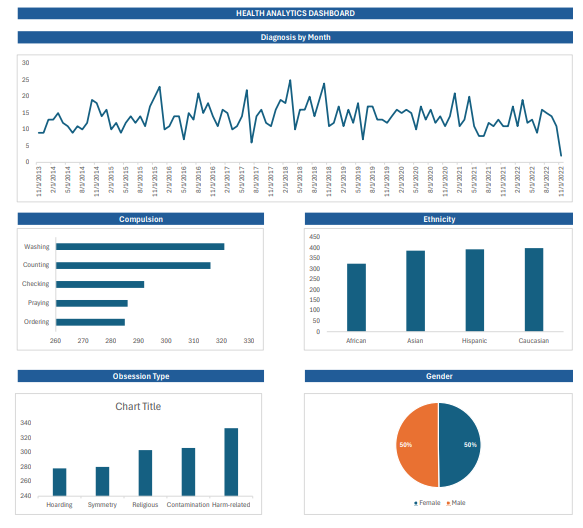 HEALTH ANALYTICS DASHBOARD
Diagnosis by Month
30
25
20
15
10
5
0
11/1/2013 2/1/2014 5/1/2014 8/1/2014 11/1/2014 2/1/2015 5/1/2015 8/1/2015 11/1/2015 2/1/2016 5/1/2016 8/1/2016 11/1/2016 2/1/2017 5/1/2017 8/1/2017 11/1/2017 2/1/2018 5/1/2018 8/1/2018 11/1/2018 2/1/2019 5/1/2019 8/1/2019 11/1/2019 2/1/2020 5/1/2020 8/1/2020 11/1/2020 2/1/2021 5/1/2021 8/1/2021 11/1/2021 2/1/2022 5/1/2022 8/1/2022 11/1/2022
Compulsion
Washing
Counting
Checking
Praying
Ordering
260 270 280 290 300 310 320 330
Ethnicity
450
400
350
300
250
200
150
100
50
0
African Asian Hispanic Caucasian
Obsession Type
Chart Title
340
320
300
280
260
240
Hoarding Symmetry Religious Contamination Harm-related
Gender
50% 50%
Female Male